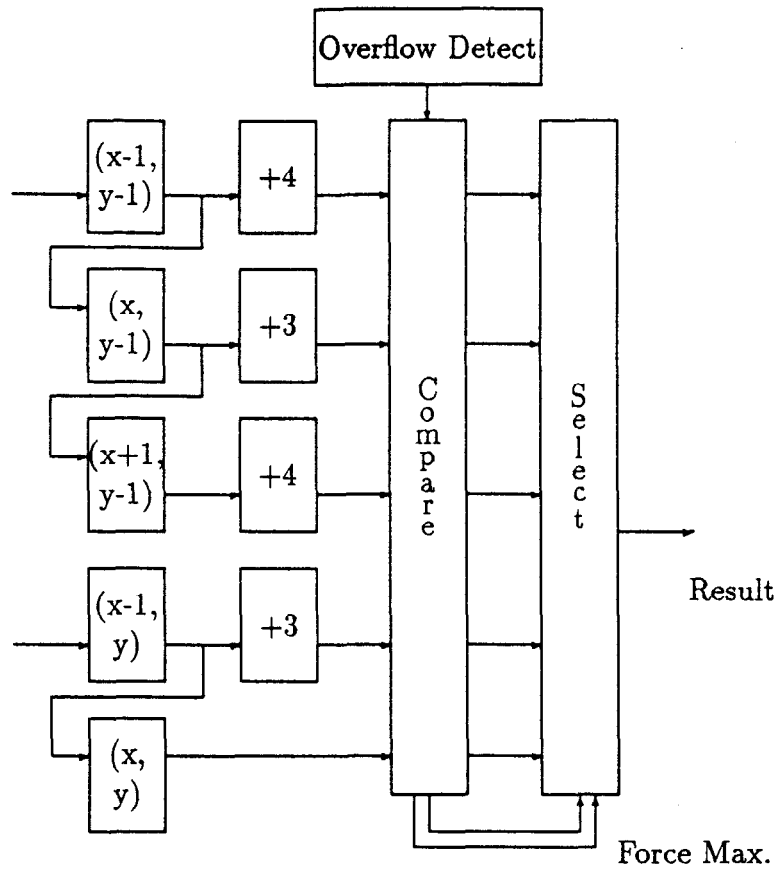 Overflow Detect
(x-1,
y-1)
+4
(x,
y-1)
+3
(x+1,
y-1)
+4
(x-1,
y)
+3
(x,
y)
Compare
Select
Result
Force Max.